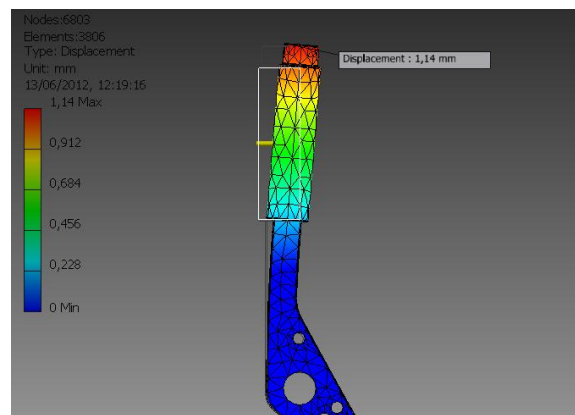 Nodes:6803
Elements:3806
Type: Displacement
Unit: mm
13/06/2012, 12:19:16
1,14 Max
0,912
0,684
0,456
0,228
0 Min
Displacement : 1,14 mm